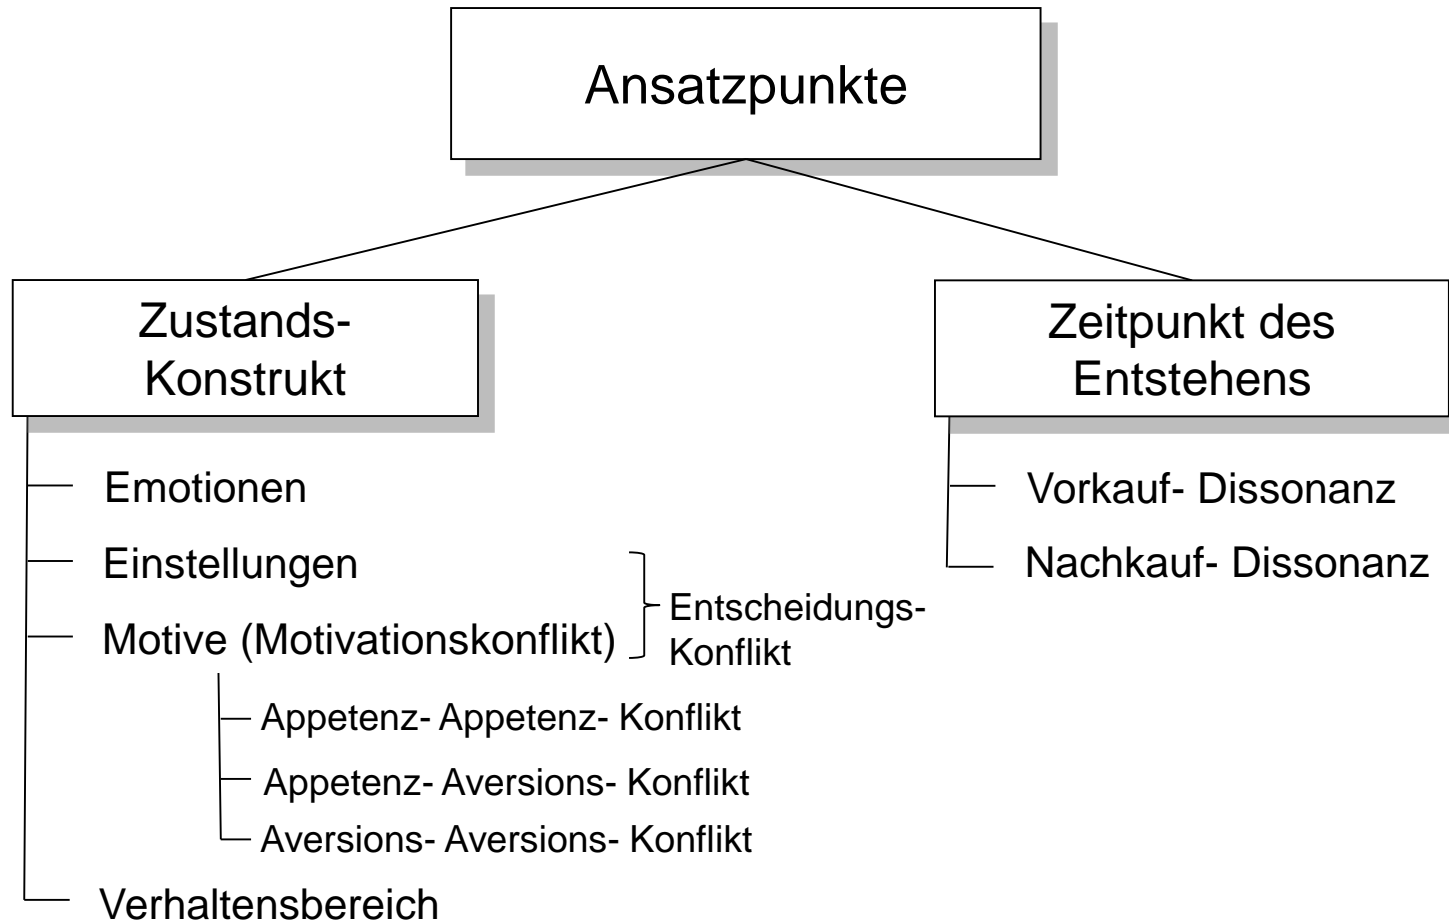 Ansatzpunkte
Zustands-
Konstrukt
Emotionen
Einstellungen
Motive (Motivationskonflikt)
Entscheidungs-
Konflikt
Appetenz- Appetenz- Konflikt
Appetenz- Aversions- Konflikt
Aversions- Aversions- Konflikt
Verhaltensbereich
Zeitpunkt des
Entstehens
Vorkauf- Dissonanz
Nachkauf- Dissonanz